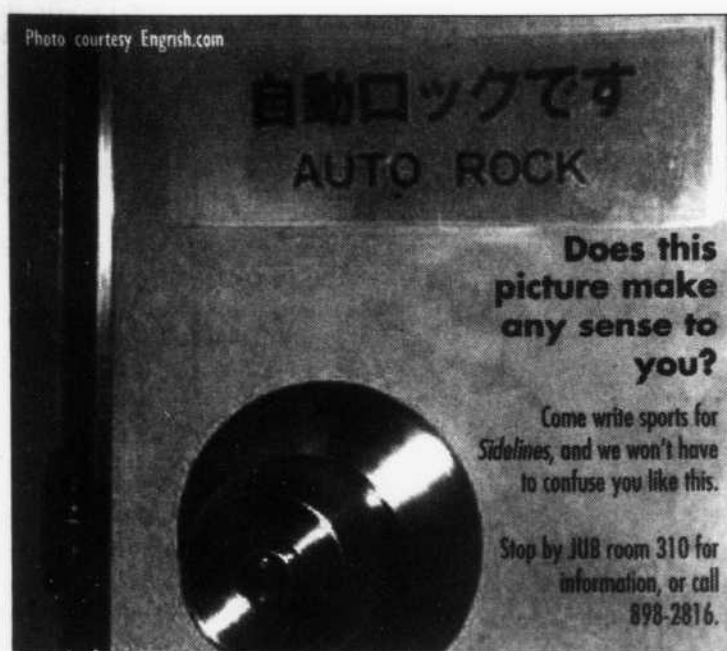 Photo courtesy Engrish.com
自動ロックです
AUTO ROCK
Does this
picture make
any sense to
you?
Come write sports for
Sidelines, and we won't have
to confuse you like this.
Stop by JUB room 310 for
information, or call
898-2816.